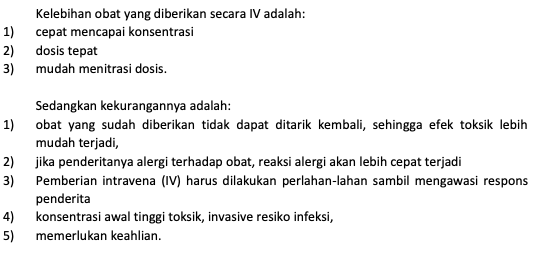 Kelebihan obat yang diberikan secara IV adalah:
1) cepat mencapai konsentrasi
2) dosis tepat
3) mudah menitrasi dosis.
Sedangkan kekurangannya adalah:
1) obat yang sudah diberikan tidak dapat ditarik kembali, sehingga efek toksik lebih
mudah terjadi,
2) jika penderitanya alergi terhadap obat, reaksi alergi akan lebih cepat terjadi
3) Pemberian intravena (IV) harus dilakukan perlahan-lahan sambil mengawasi respons
penderita
4) konsentrasi awal tinggi toksik, invasive resiko infeksi,
5) memerlukan keahlian.